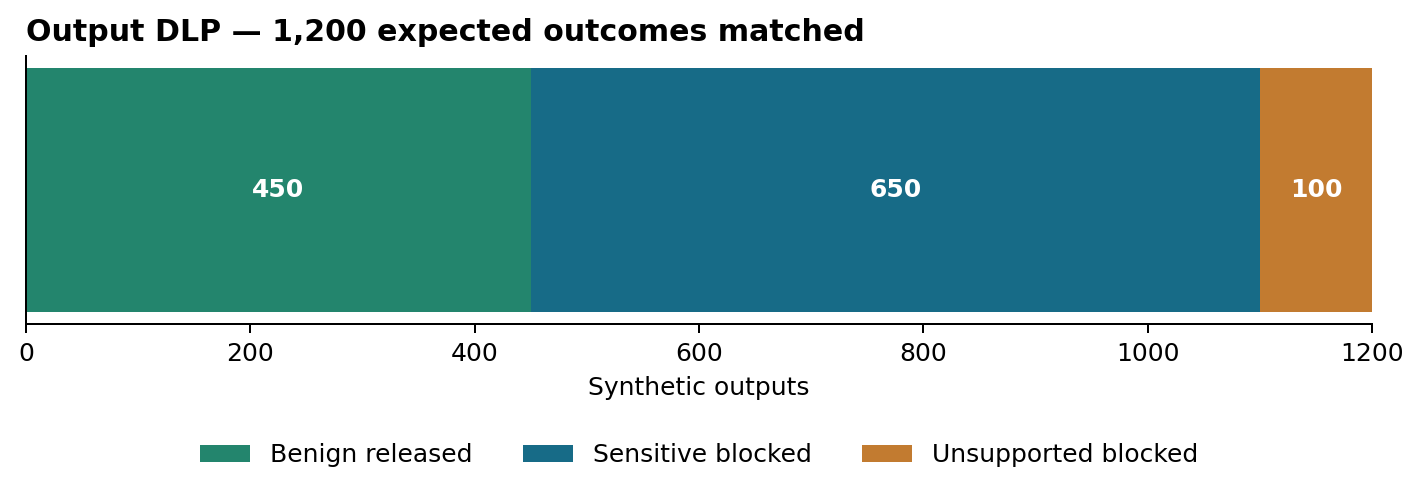 Output DLP — 1,200 expected outcomes matched
450 650 100
0 200 400 600 800 1000 1200
Synthetic outputs
Benign released Sensitive blocked Unsupported blocked